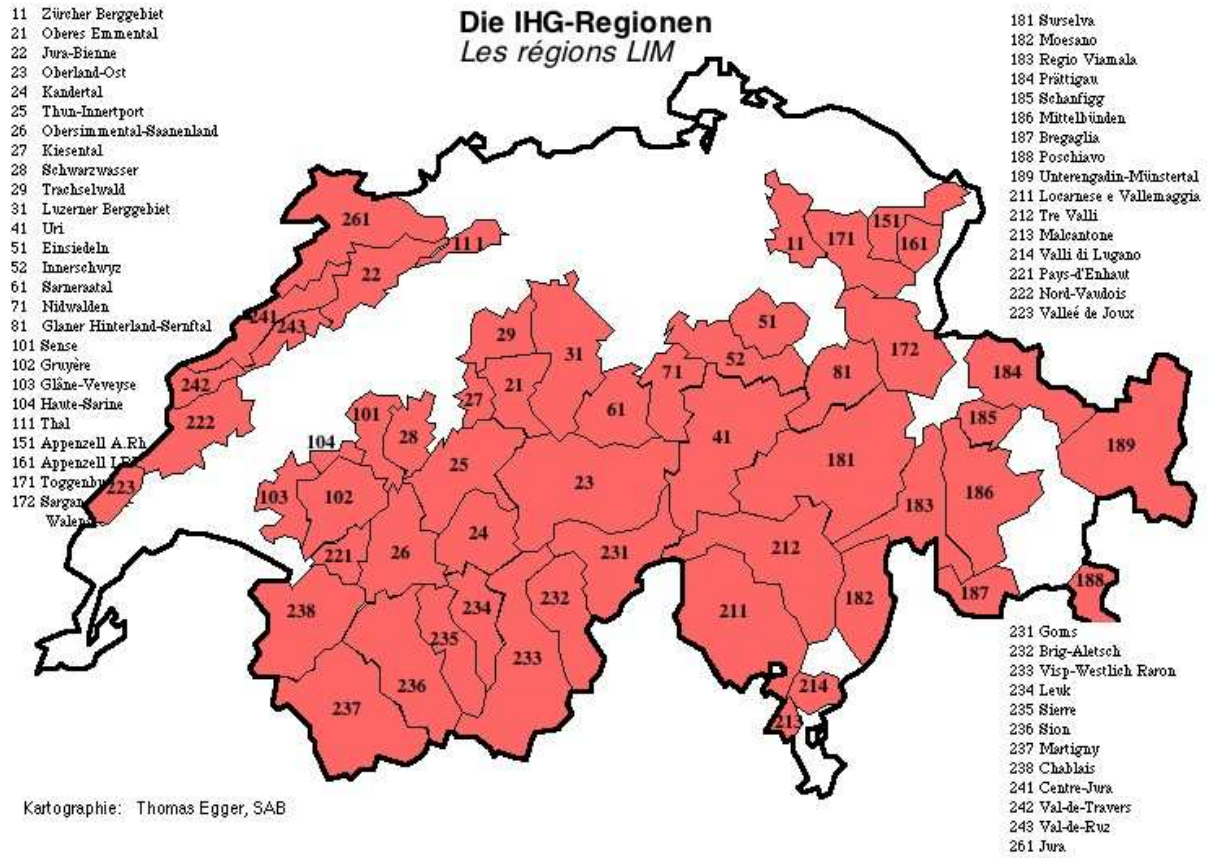 Die IHG-Regionen
Les régions LIM
11 Zürcher Berggebiet
21 Oberes Emmental
22 Jura-Bienne
23 Oberland-Ost
24 Kandertal
25 Thun-Innertport
26 Obersimmental-Saanenland
27 Kiesental
28 Schwarzwasser
29 Trachselwald
31 Luzerner Berggebiet
41 Uri
51 Einsiedeln
52 Innerschwyz
61 Sarneraatal
71 Nidwalden
81 Glaner Hinterland-Sernftal
101 Sense
102 Gruyère
103 Glâne-Veveyse
104 Haute-Sarine
111 Thal
151 Appenzell A.Rh
161 Appenzell
171
172
181 Surselva
182 Moesano
183 Regio Viamala
184 Prättigau
185 Schanfigg
186 Mittelbünden
187 Bregaglia
188 Poschiavo
189 Unterengadin-Münstertal
211 Locarnese e Vallemaggia
212 Tre Valli
213 Malcantone
214 Valli di Lugano
221 Pays-d'Enhaut
222 Nord-Vaudois
223 Valleé de Joux
261
11 1
22
241
243
242
222
223
11
171
151
161
29
31
51
52
172
21
27
71
81
184
61
101
28
104
185
41
189
25
181
103
102
23
183
186
24
221
26
231
212
238
234
232
211
182
187
188
235
233
236
237
214
213
231 Goms
232 Brig-Aletsch
233 Visp-Westlich Raron
234 Leuk
235 Sierre
236 Sion
237 Martigny
238 Chablais
241 Centre-Jura
242 Val-de-Travers
243 Val-de-Ruz
261 Jura
Kartographie: Thomas Egger, SAB